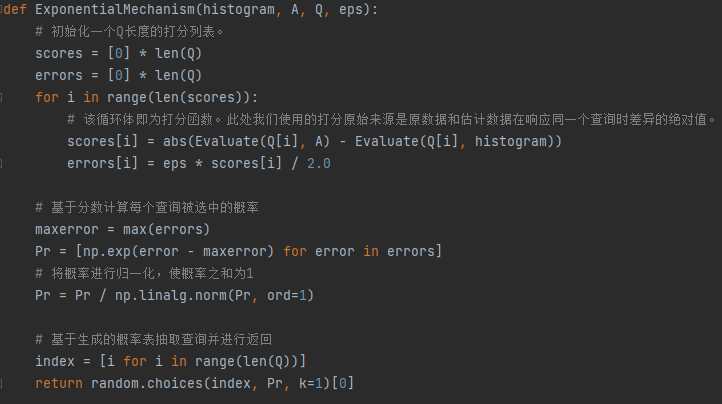 def ExponentialMechanism(histogram, A, Q, eps):
    # 初始化一个Q长度的打分列表。
    scores = [0] * len(Q)
    errors = [0] * len(Q)
    for i in range(len(scores)):
        # 该循环体即为打分函数。此处我们使用的打分原始来源是原数据和估计数据在响应同一个查询时差异的绝对值。
        scores[i] = abs(Evaluate(Q[i], A) - Evaluate(Q[i], histogram))
        errors[i] = eps * scores[i] / 2.0
    # 基于分数计算每个查询被选中的概率
    maxerror = max(errors)
    Pr = [np.exp(error - maxerror) for error in errors]
    # 将概率进行归一化，使概率之和为1
    Pr = Pr / np.linalg.norm(Pr, ord=1)
    # 基于生成的概率表抽取查询并进行返回
    index = [i for i in range(len(Q))]
    return random.choices(index, Pr, k=1)[0]